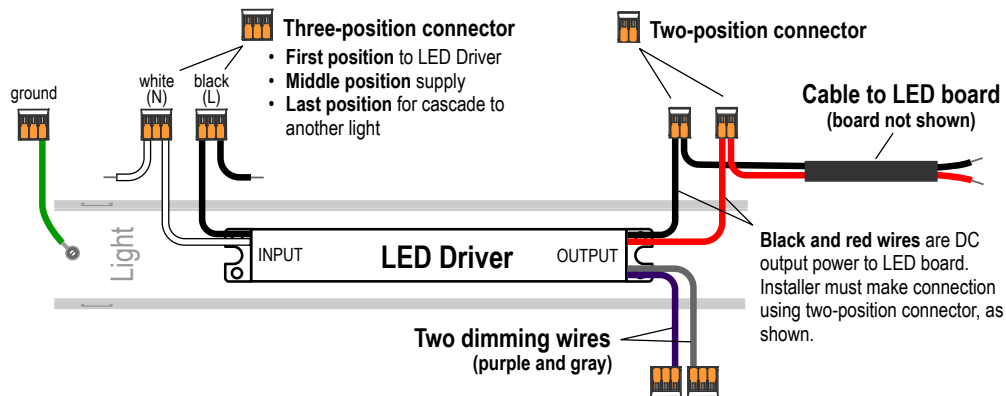 Three-position connector
• First position to LED Driver
• Middle position supply
• Last position for cascade to
another light
Two-position connector
ground
white
(N)
black
(L)
Cable to LED board
(board not shown)
Light
INPUT
LED Driver
OUTPUT
Black and red wires are DC
output power to LED board.
Installer must make connection
using two-position connector, as
shown.
Two dimming wires
(purple and gray)